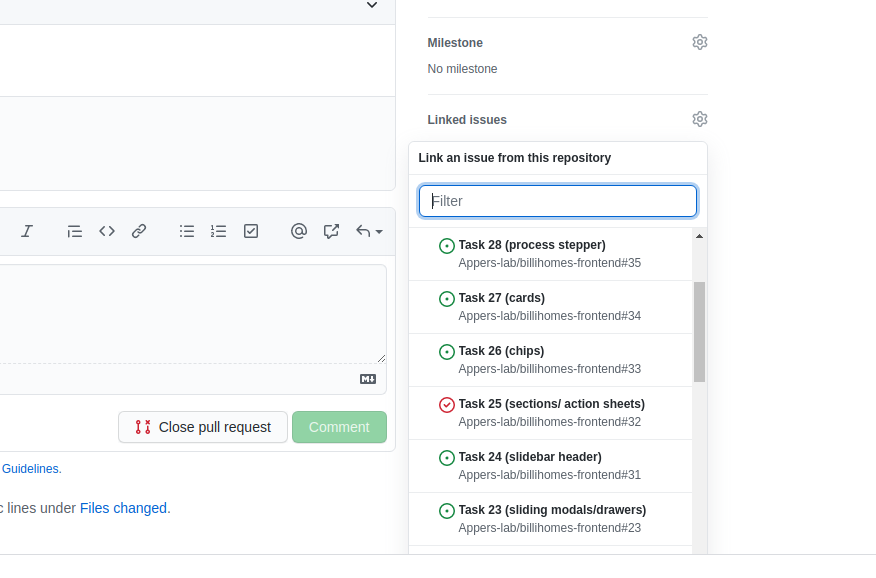 Milestone
No milestone
Linked issues
Link an issue from this repository
Filter
Task 28 (process stepper)
Appers-lab/billihomes-frontend#35
Task 27 (cards)
Appers-lab/billihomes-frontend#34
Task 26 (chips)
Appers-lab/billihomes-frontend#33
Task 25 (sections/ action sheets)
Appers-lab/billihomes-frontend#32
Task 24 (slidebar header)
Appers-lab/billihomes-frontend#31
Task 23 (sliding modals/drawers)
Appers-lab/billihomes-frontend#23
Close pull request
Comment
Guidelines.
c lines under Files changed.